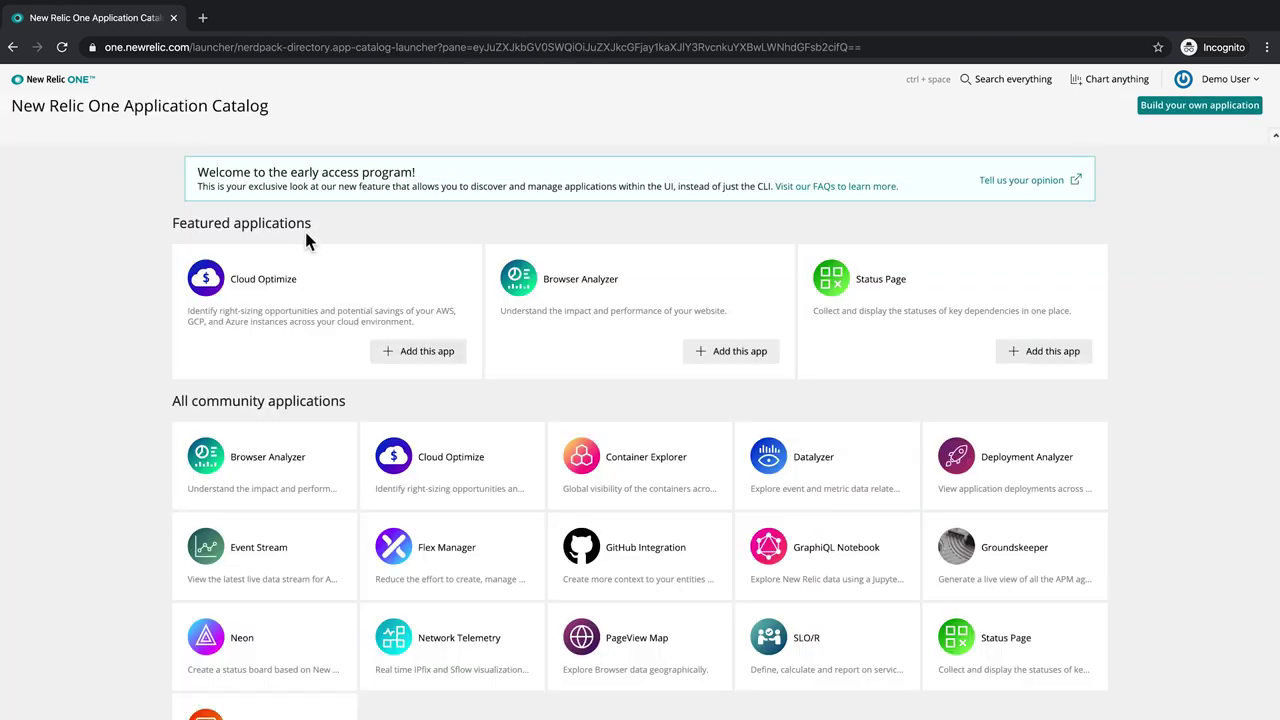 New Relic One Application Catal
one.newrelic.com/launcher/nerdpack-directory.app-catalog-launcher?pane=eyJuZXJkbGV0SWQiOiJuZXJkcGFjay1kaXJlY3RvcnkuYXBwLWNhdGFsb2cifQ==
Incognito
New Relic ONE™
ctrl + space
Search everything
Chart anything
Demo User
New Relic One Application Catalog
Build your own application
Welcome to the early access program!
This is your exclusive look at our new feature that allows you to discover and manage applications within the UI, instead of just the CLI. Visit our FAQs to learn more.
Tell us your opinion
Featured applications
Cloud Optimize
Identify right-sizing opportunities and potential savings of your AWS,
GCP, and Azure instances across your cloud environment.
+ Add this app
Browser Analyzer
Understand the impact and performance of your website.
+ Add this app
Status Page
Collect and display the statuses of key dependencies in one place.
+ Add this app
All community applications
Browser Analyzer
Understand the impact and perform...
Cloud Optimize
Identify right-sizing opportunities an...
Container Explorer
Global visibility of the containers acro...
Datalyzer
Explore event and metric data relate...
Deployment Analyzer
View application deployments across ...
Event Stream
View the latest live data stream for A...
Flex Manager
Reduce the effort to create, manage ...
GitHub Integration
Create more context to your entities ...
GraphiQL Notebook
Explore New Relic data using a Jupyte...
Groundskeeper
Generate a live view of all the APM ag...
Neon
Create a status board based on New ...
Network Telemetry
Real time IPfix and Sflow visualization...
PageView Map
Explore Browser data geographically.
SLO/R
Define, calculate and report on servic...
Status Page
Collect and display the statuses of ke...